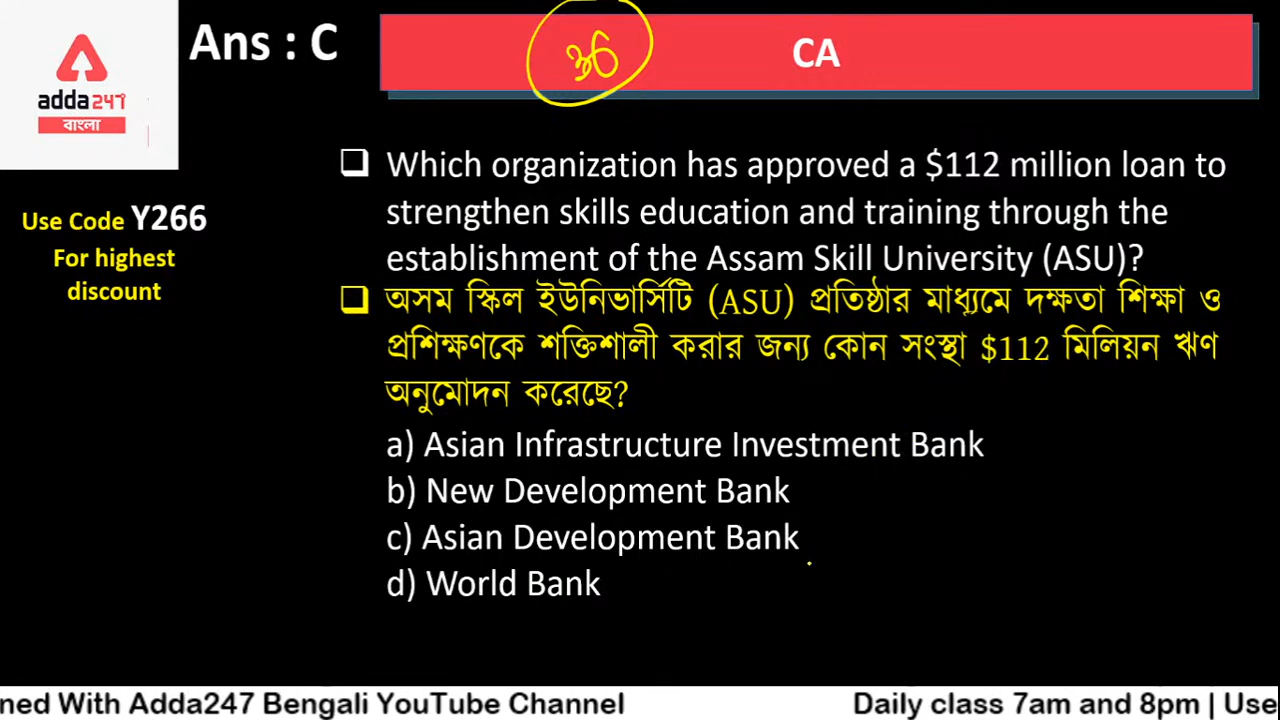 Ans : C
CA
36
adda247
বাংলা
Use Code Y266
For highest
discount
Which organization has approved a $112 million loan to
strengthen skills education and training through the
establishment of the Assam Skill University (ASU)?
অসম স্কিল ইউনিভার্সিটি (ASU) প্রতিষ্ঠার মাধ্যমে দক্ষতা শিক্ষা ও
প্রশিক্ষণকে শক্তিশালী করার জন্য কোন সংস্থা $112 মিলিয়ন ঋণ
অনুমোদন করেছে?
a) Asian Infrastructure Investment Bank
b) New Development Bank
c) Asian Development Bank
d) World Bank
ned With Adda247 Bengali YouTube Channel
Daily class 7am and 8pm | Use